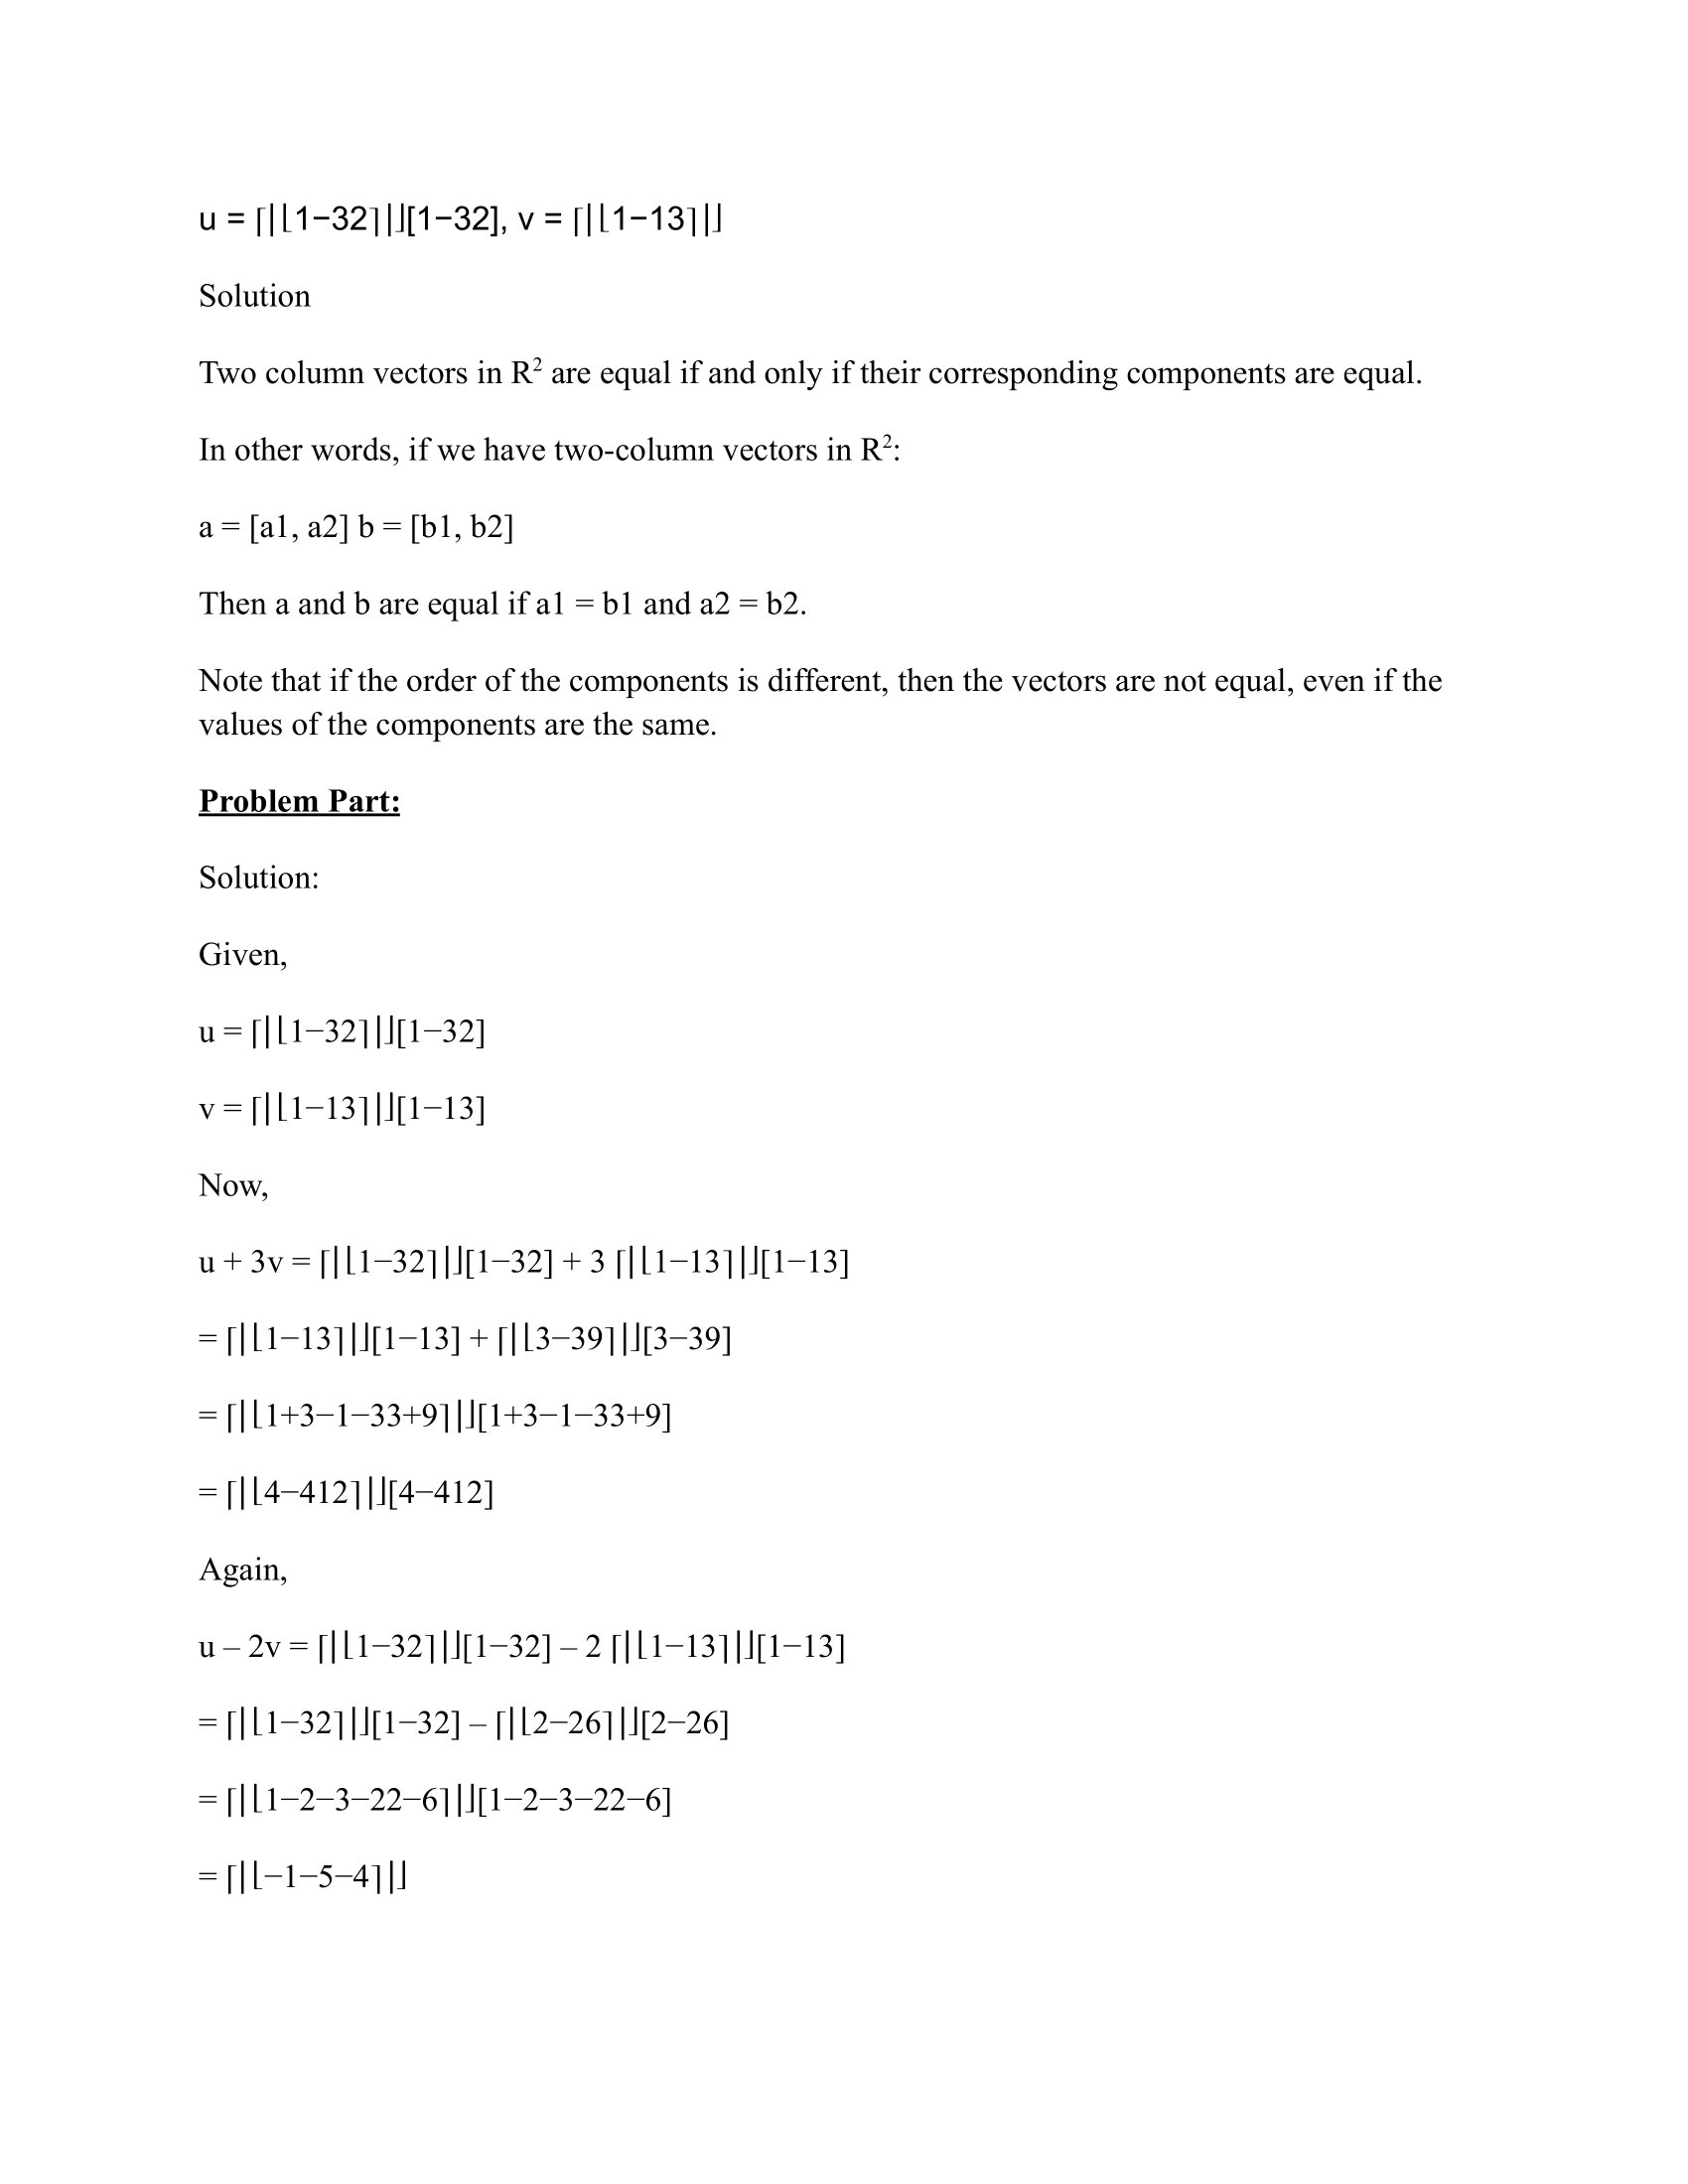 u = ⎡⎢⎣1−32⎤⎥⎦[1−32], v = ⎡⎢⎣1−13⎤⎥⎦
Solution
Two column vectors in R² are equal if and only if their corresponding components are equal.
In other words, if we have two-column vectors in R²:
a = [a1, a2] b = [b1, b2]
Then a and b are equal if a1 = b1 and a2 = b2.
Note that if the order of the components is different, then the vectors are not equal, even if the
values of the components are the same.
Problem Part:
Solution:
Given,
u = ⎡⎢⎣1−32⎤⎥⎦[1−32]
v = ⎡⎢⎣1−13⎤⎥⎦[1−13]
Now,
u + 3v = ⎡⎢⎣1−32⎤⎥⎦[1−32] + 3 ⎡⎢⎣1−13⎤⎥⎦[1−13]
= ⎡⎢⎣1−13⎤⎥⎦[1−13] + ⎡⎢⎣3−39⎤⎥⎦[3−39]
= ⎡⎢⎣1+3−1−33+9⎤⎥⎦[1+3−1−33+9]
= ⎡⎢⎣4−412⎤⎥⎦[4−412]
Again,
u – 2v = ⎡⎢⎣1−32⎤⎥⎦[1−32] – 2 ⎡⎢⎣1−13⎤⎥⎦[1−13]
= ⎡⎢⎣1−32⎤⎥⎦[1−32] – ⎡⎢⎣2−26⎤⎥⎦[2−26]
= ⎡⎢⎣1−2−3−22−6⎤⎥⎦[1−2−3−22−6]
= ⎡⎢⎣−1−5−4⎤⎥⎦